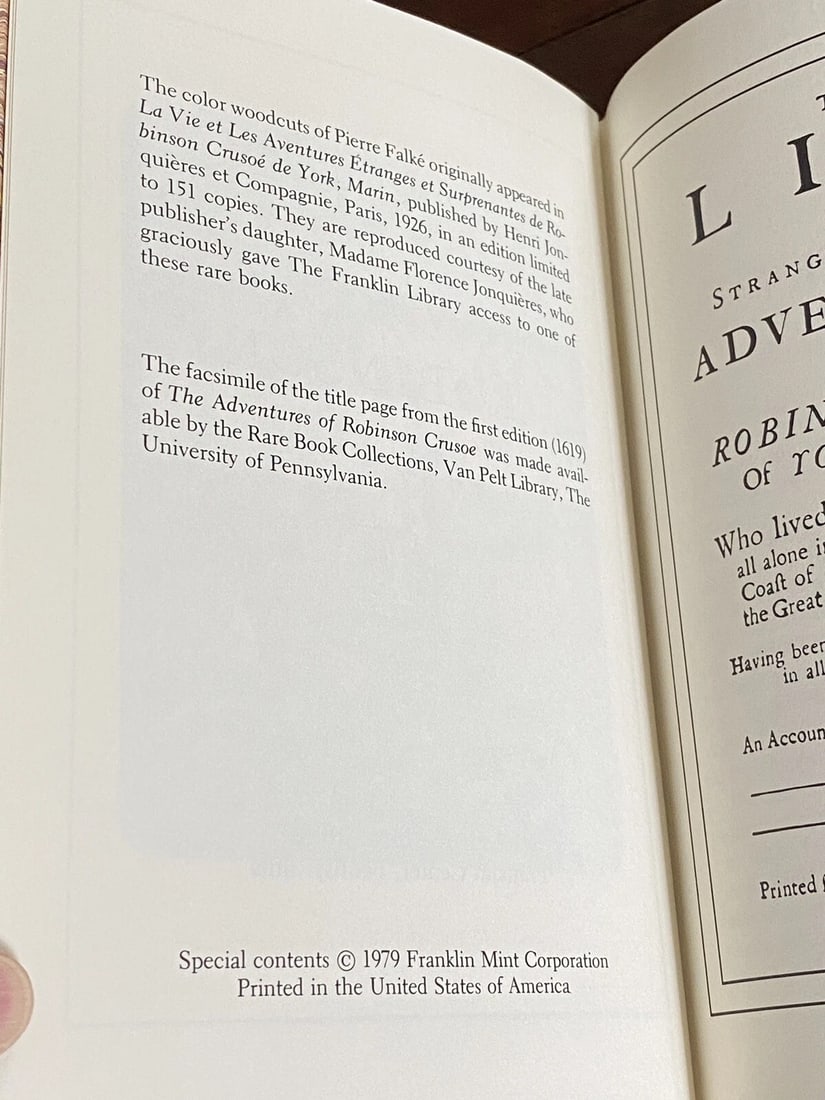 The color woodcuts of Pierre Falké originally appeared in
La Vie et Les Aventures Étranges et Surprenantes de Ro-
binson Crusoé de York, Marin, published by Henri Jon-
quières et Compagnie, Paris, 1926, in an edition limited
to 151 copies. They are reproduced courtesy of the late
publisher's daughter, Madame Florence Jonquières, who
graciously gave The Franklin Library access to one of
these rare books.
The facsimile of the title page from the first edition (1619)
of The Adventures of Robinson Crusoe was made avail-
able by the Rare Book Collections, Van Pelt Library, The
University of Pennsylvania.
Special contents © 1979 Franklin Mint Corporation
Printed in the United States of America
L I
STRANG
ADVE
ROBIN
Of YO
Who lived
all alone i
Coaſt of
the Great
Having been
in all
An Accoun
Printed f